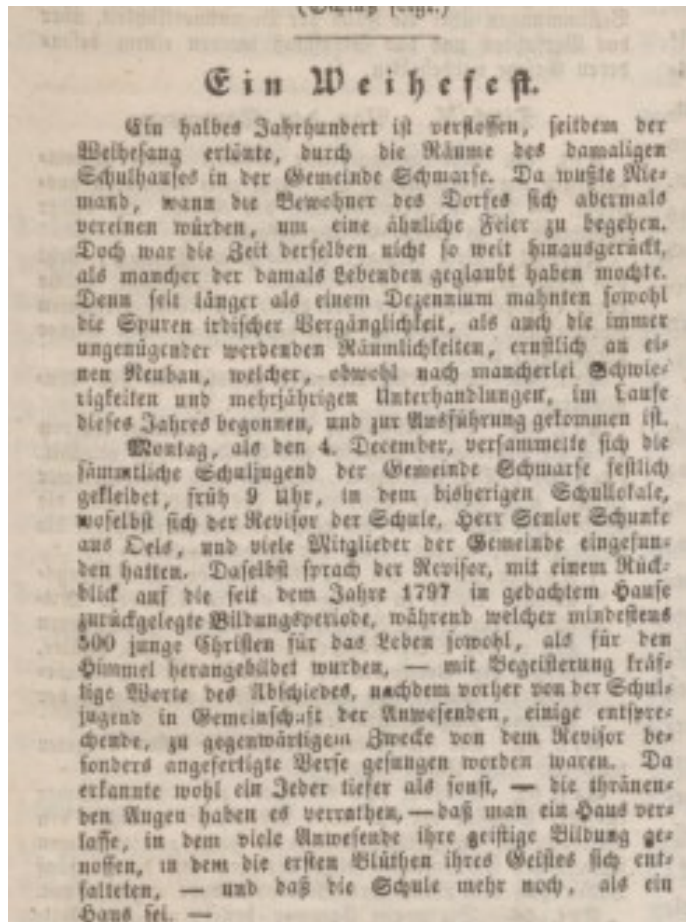 (Schluß folgt.)
Ein Weihefest.
Ein halbes Jahrhundert ist verflossen, seitdem der
Weihesang ertönte, durch die Räume des damaligen
Schulhauses in der Gemeinde Schmarse. Da wußte Nie-
mand, wann die Bewohner des Dorfes sich abermals
vereinen würden, um eine ähnliche Feier zu begehen.
Doch war die Zeit derselben nicht so weit hinausgerückt,
als mancher der damals Lebenden geglaubt haben mochte.
Denn seit länger als einem Dezennium mahnten sowohl
die Spuren irdischer Vergänglichkeit, als auch die immer
ungenügender werdenden Räumlichkeiten, ernstlich an ei-
nen Neubau, welcher, obwohl nach mancherlei Schwie-
rigkeiten und mehrjährigen Unterhandlungen, im Laufe
dieses Jahres begonnen, und zur Ausführung gekommen ist.
Montag, als den 4. December, versammelte sich die
sämmtliche Schuljugend der Gemeinde Schmarse festlich
gekleidet, früh 9 Uhr, in dem bisherigen Schullokale,
woselbst sich der Revisor der Schule, Herr Senior Schunke
aus Oels, und viele Mitglieder der Gemeinde eingefun-
den hatten. Daselbst sprach der Revisor, mit einem Rück-
blick auf die seit dem Jahre 1797 in gedachtem Hause
zurückgelegte Bildungsperiode, während welcher mindestens
500 junge Christen für das Leben sowohl, als für den
Himmel herangebildet wurden, — mit Begeisterung kräf-
tige Worte des Abschiedes, nachdem vorher von der Schul-
jugend in Gemeinschaft der Anwesenden, einige entspre-
chende, zu gegenwärtigem Zwecke von dem Revisor be-
sonders angefertigte Verse gesungen worden waren. Da
erkannte wohl ein Jeder tiefer als sonst, — die thränen-
den Augen haben es verrathen, — daß man ein Haus ver-
lasse, in dem viele Anwesende ihre geistige Bildung ge-
nossen, in dem die ersten Blüthen ihres Geistes sich ent-
falteten, — und daß die Schule mehr noch, als ein
Haus sei. —